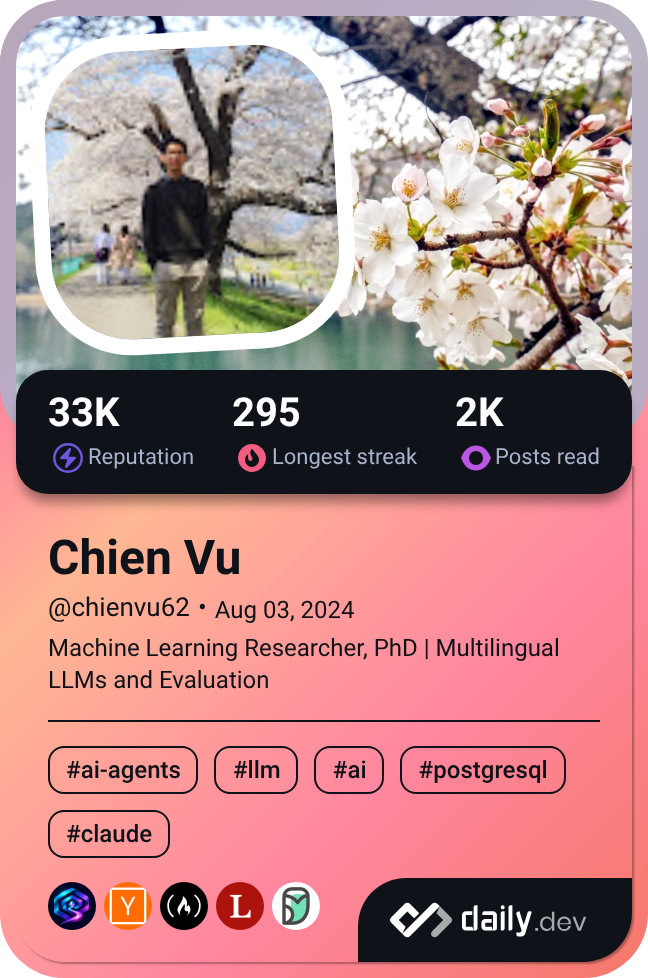 33K 295 2K
Reputation Longest streak Posts read
Chien Vu
@chienvu62 • Aug 03, 2024
Machine Learning Researcher, PhD | Multilingual
LLMs and Evaluation
#ai-agents #llm #ai #postgresql
#claude
Y L
daily.dev